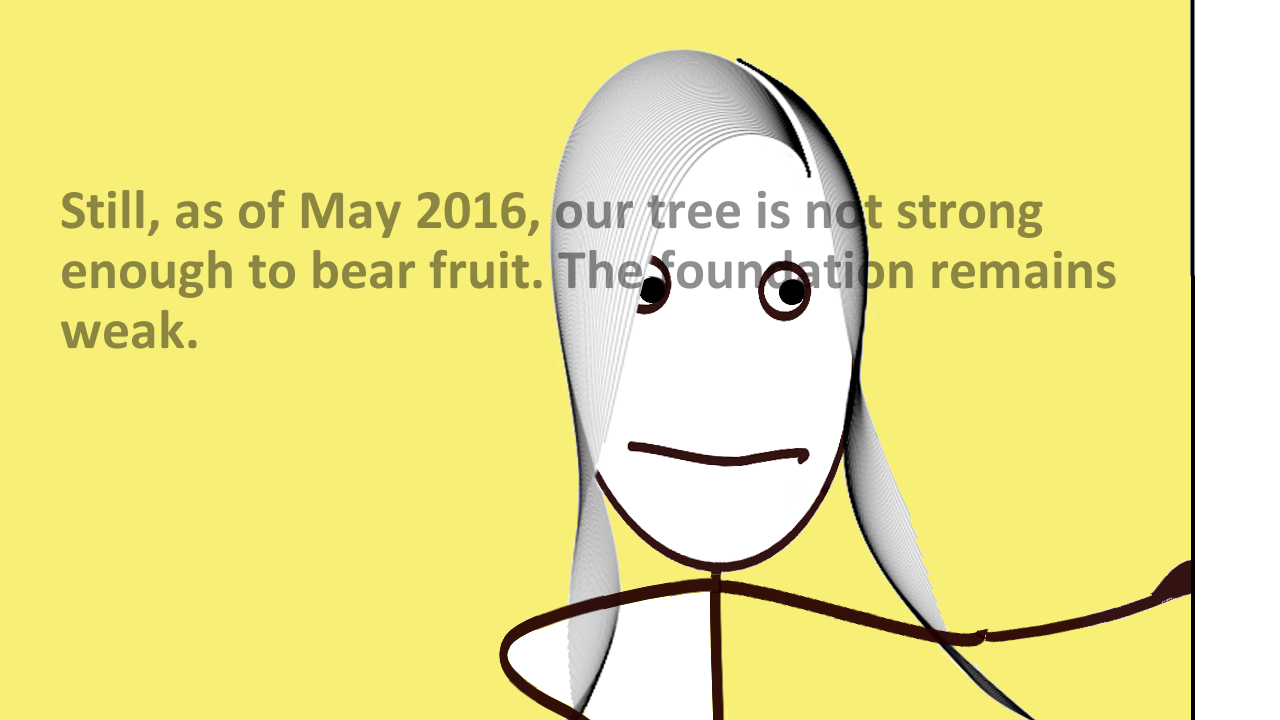 Still, as of May 2016, our tree is not strong
enough to bear fruit. The foundation remains
weak.